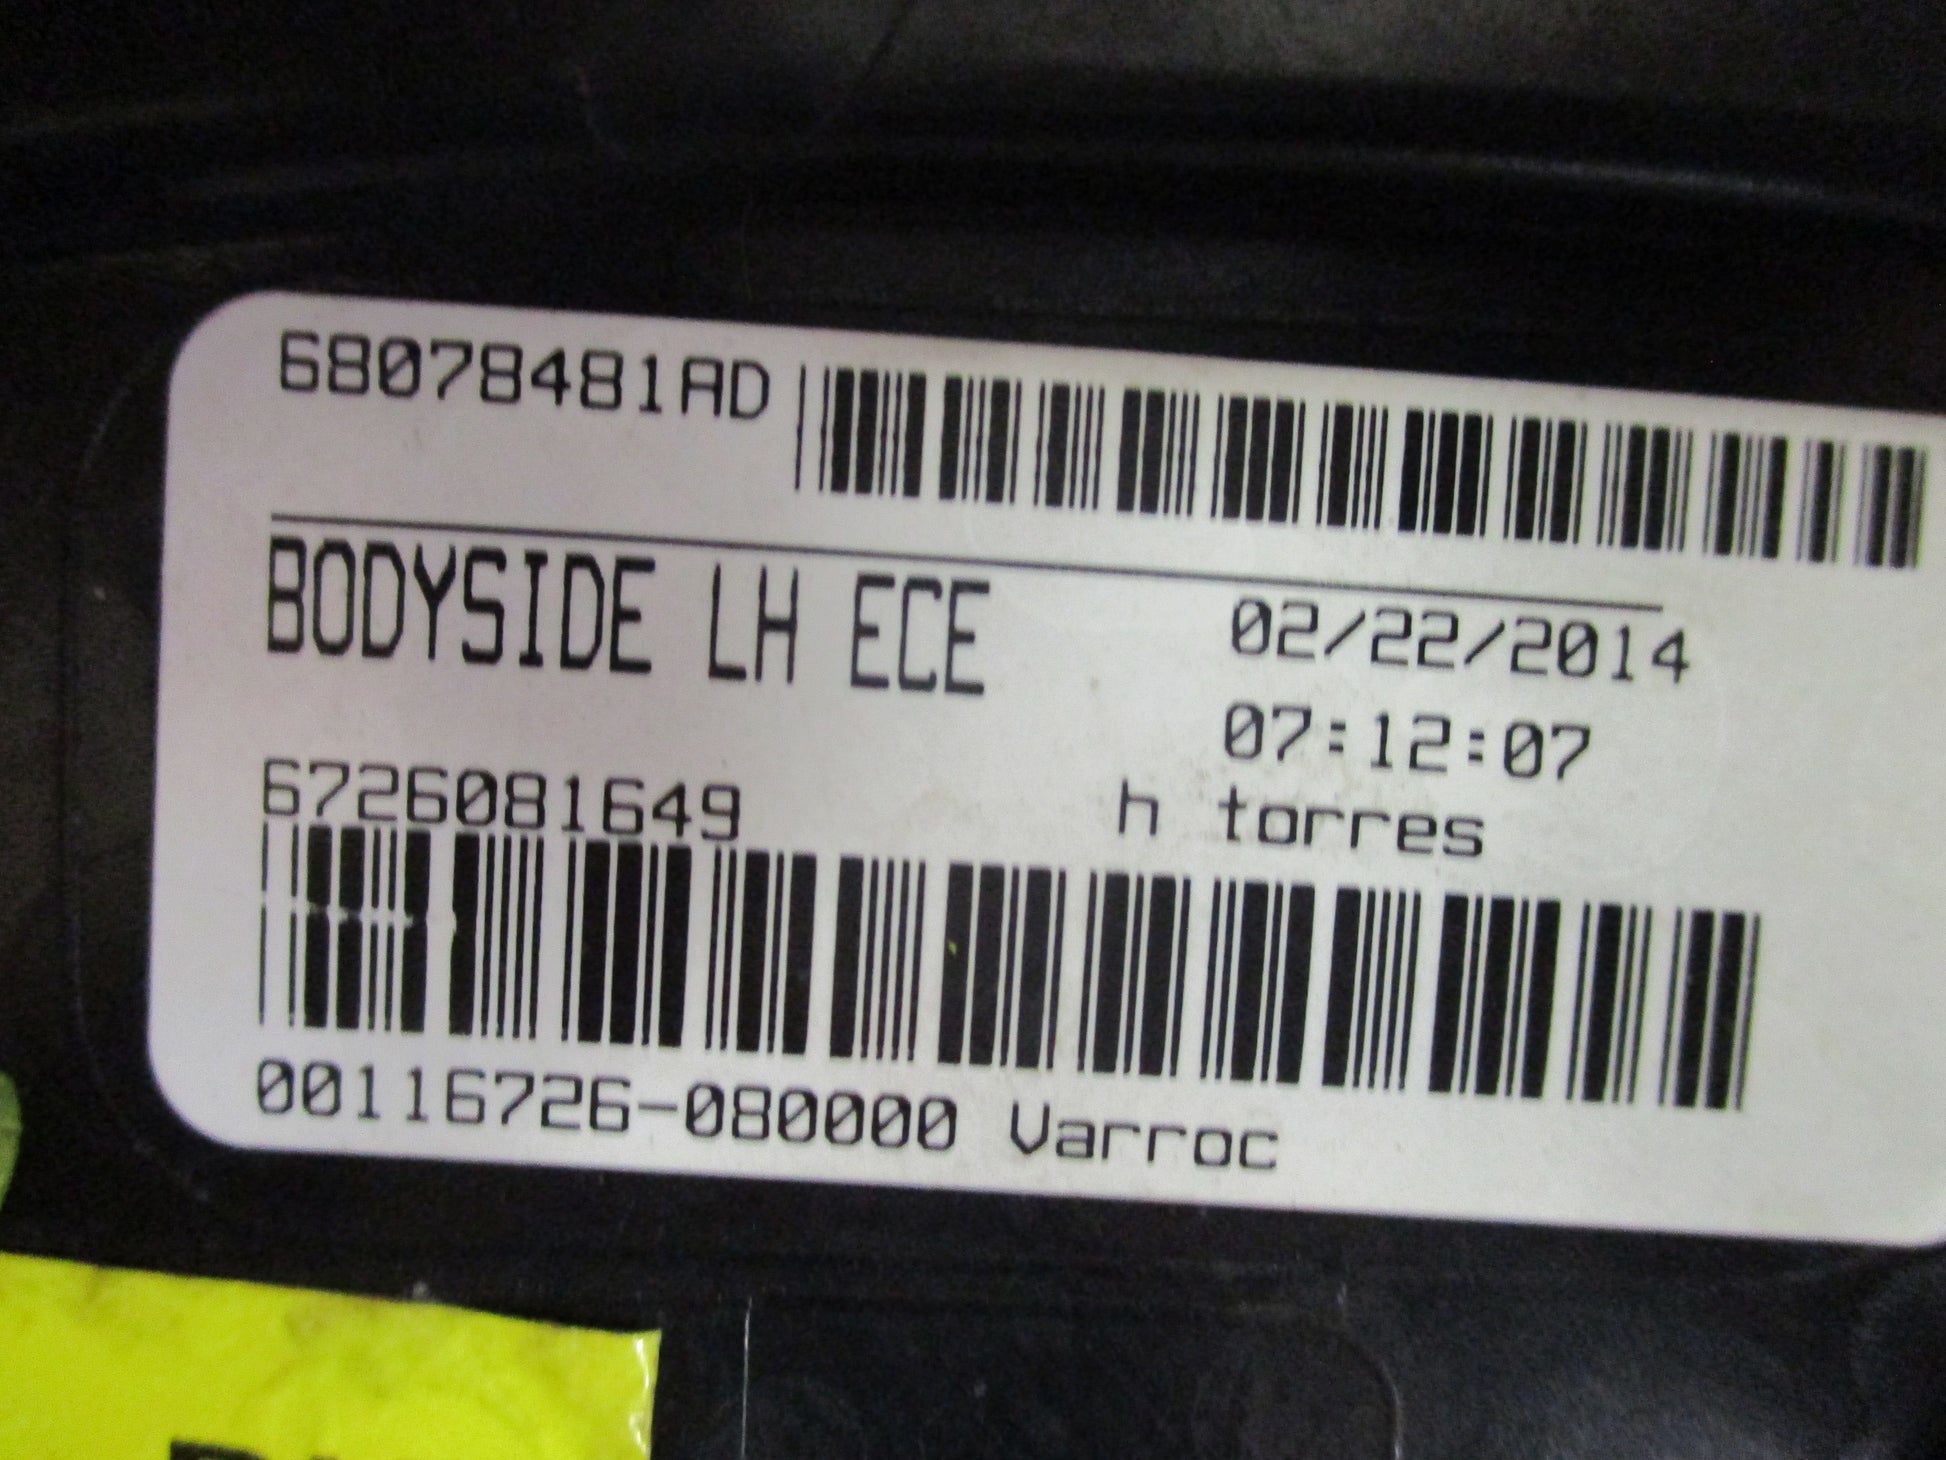 68078481AD
BODYSIDE LH ECE
02/22/2014
07:12:07
6726081649
h torres
00116726-080000 Varroc